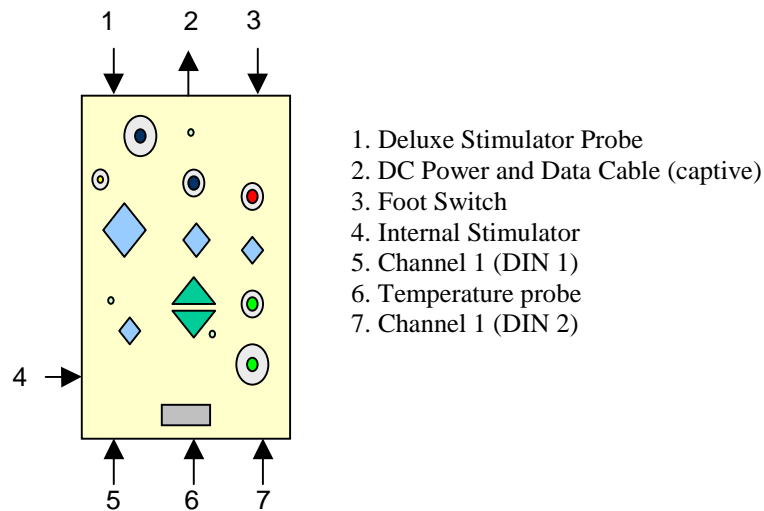 1 2 3
1. Deluxe Stimulator Probe
2. DC Power and Data Cable (captive)
3. Foot Switch
4. Internal Stimulator
5. Channel 1 (DIN 1)
6. Temperature probe
7. Channel 1 (DIN 2)
4
5 6 7